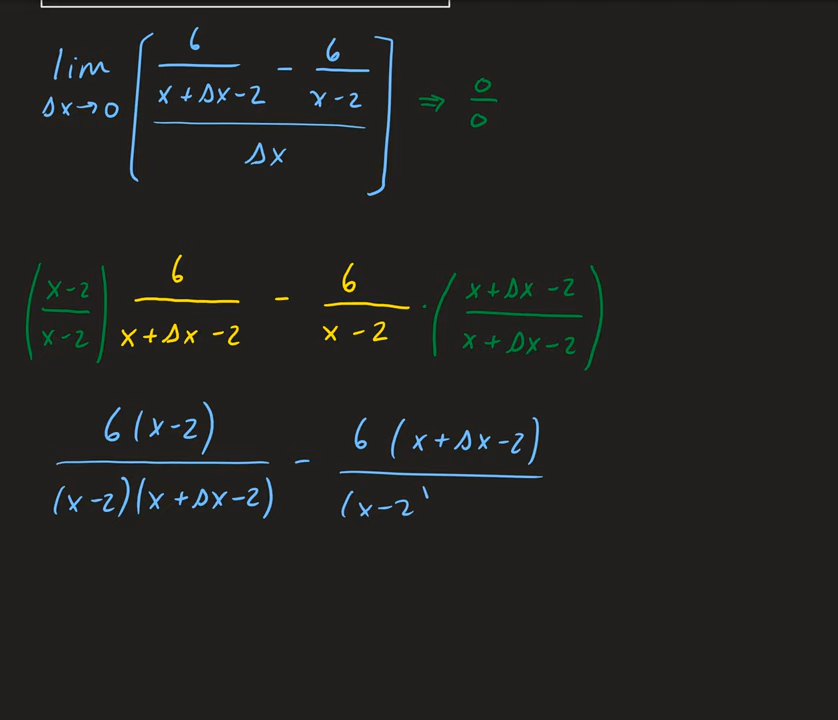 lim Δx→0 [ (6/(x+Δx-2) - 6/(x-2)) / Δx ] ⇒ 0/0
((x-2)/(x-2)) 6/(x+Δx-2) - 6/(x-2) · ((x+Δx-2)/(x+Δx-2))
6(x-2)/((x-2)(x+Δx-2)) - 6(x+Δx-2)/(x-2)